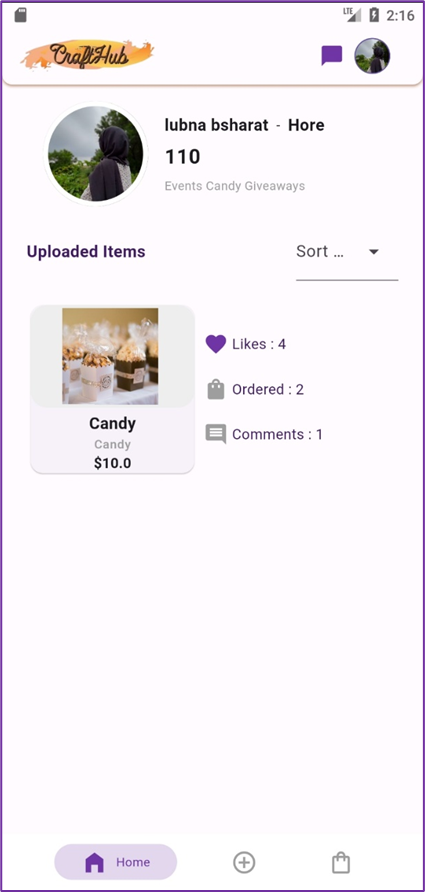 LTE 2:16
CraftHub
lubna bsharat - Hore
110
Events Candy Giveaways
Uploaded Items
Sort ...
Likes : 4
Ordered : 2
Comments : 1
Candy
Candy
$10.0
Home